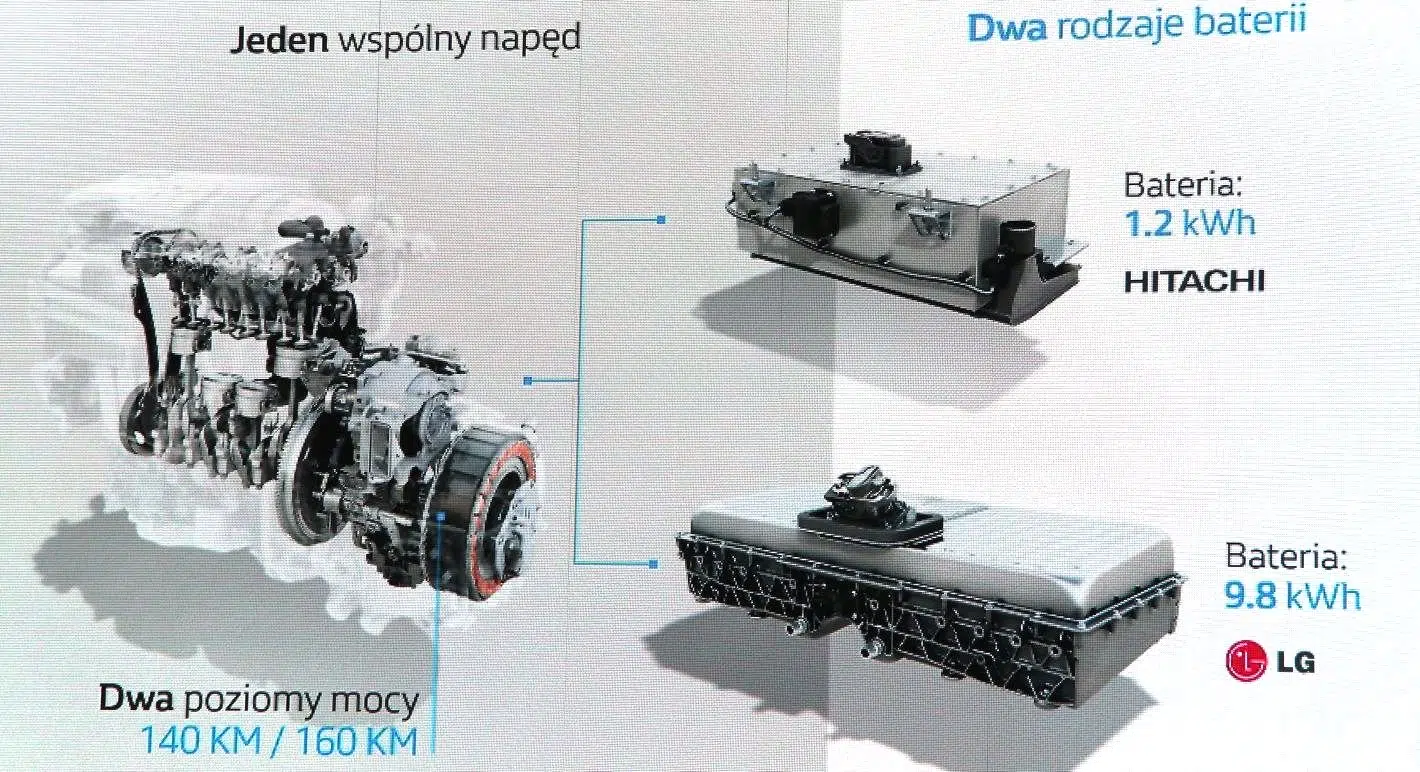 Jeden wspólny napęd
Dwa rodzaje baterii
Bateria:
1.2 kWh
HITACHI
Bateria:
9.8 kWh
LG
Dwa poziomy mocy
140 KM / 160 KM